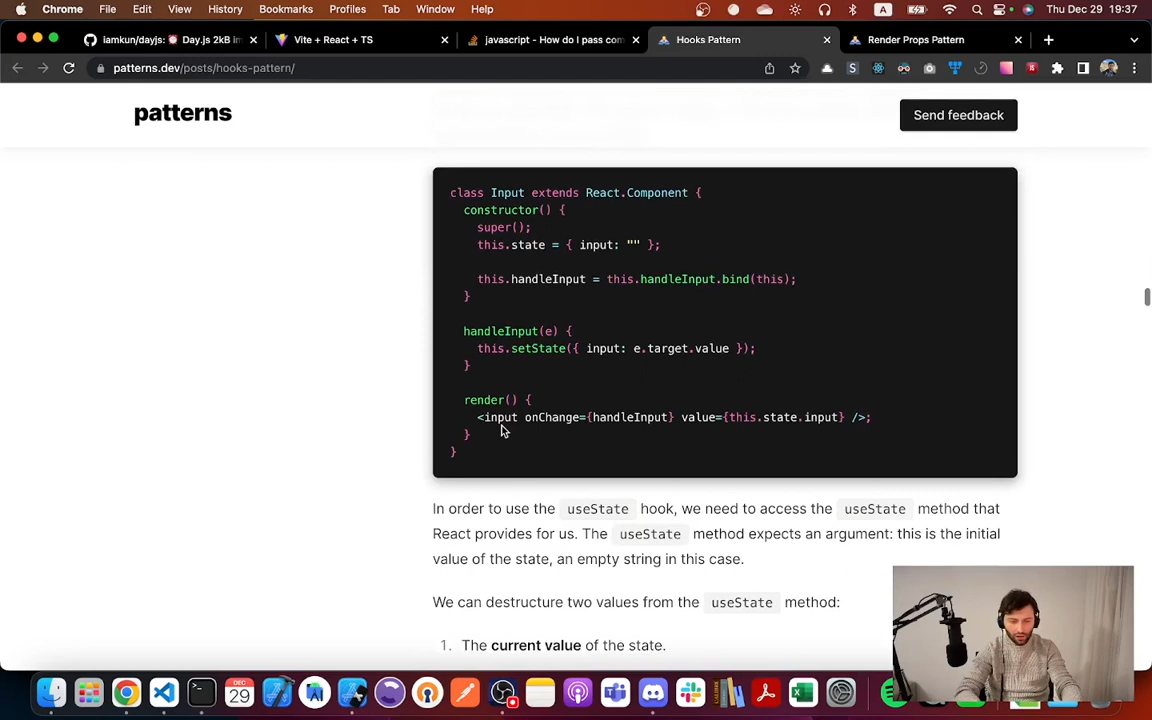 Chrome File Edit View History Bookmarks Profiles Tab Window Help A Thu Dec 29 19:37
iamkun/dayjs: ⏰ Day.js 2kB im Vite + React + TS javascript - How do I pass com Hooks Pattern Render Props Pattern
patterns.dev/posts/hooks-pattern/
patterns Send feedback
class Input extends React.Component {
constructor() {
super();
this.state = { input: "" };
this.handleInput = this.handleInput.bind(this);
}
handleInput(e) {
this.setState({ input: e.target.value });
}
render() {
<input onChange={handleInput} value={this.state.input} />;
}
}
In order to use the useState hook, we need to access the useState method that
React provides for us. The useState method expects an argument: this is the initial
value of the state, an empty string in this case.
We can destructure two values from the useState method:
1. The current value of the state.